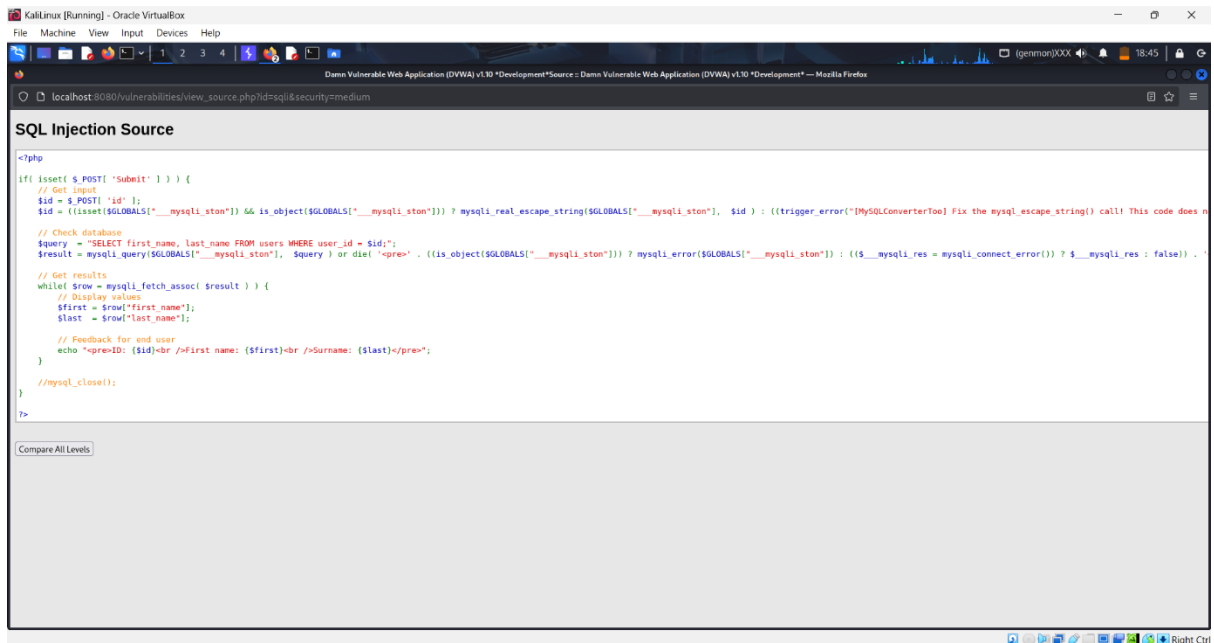 KaliLinux [Running] - Oracle VirtualBox
File Machine View Input Devices Help
1 2 3 4 (genmon)XXX 18:45
Damn Vulnerable Web Application (DVWA) v1.10 *Development*Source :: Damn Vulnerable Web Application (DVWA) v1.10 *Development* — Mozilla Firefox
localhost:8080/vulnerabilities/view_source.php?id=sqli&security=medium
SQL Injection Source
<?php
if( isset( $_POST[ 'Submit' ] ) ) {
// Get input
$id = $_POST[ 'id' ];
$id = ((isset($GLOBALS["___mysqli_ston"]) && is_object($GLOBALS["___mysqli_ston"])) ? mysqli_real_escape_string($GLOBALS["___mysqli_ston"], $id ) : ((trigger_error("[MySQLConverterToo] Fix the mysql_escape_string() call! This code does n
// Check database
$query = "SELECT first_name, last_name FROM users WHERE user_id = $id;";
$result = mysqli_query($GLOBALS["___mysqli_ston"], $query ) or die( '<pre>' . ((is_object($GLOBALS["___mysqli_ston"])) ? mysqli_error($GLOBALS["___mysqli_ston"]) : (($___mysqli_res = mysqli_connect_error()) ? $___mysqli_res : false)) . '
// Get results
while( $row = mysqli_fetch_assoc( $result ) ) {
// Display values
$first = $row["first_name"];
$last = $row["last_name"];
// Feedback for end user
echo "<pre>ID: {$id}<br />First name: {$first}<br />Surname: {$last}</pre>";
}
//mysql_close();
}
?>
Compare All Levels
Right Ctrl